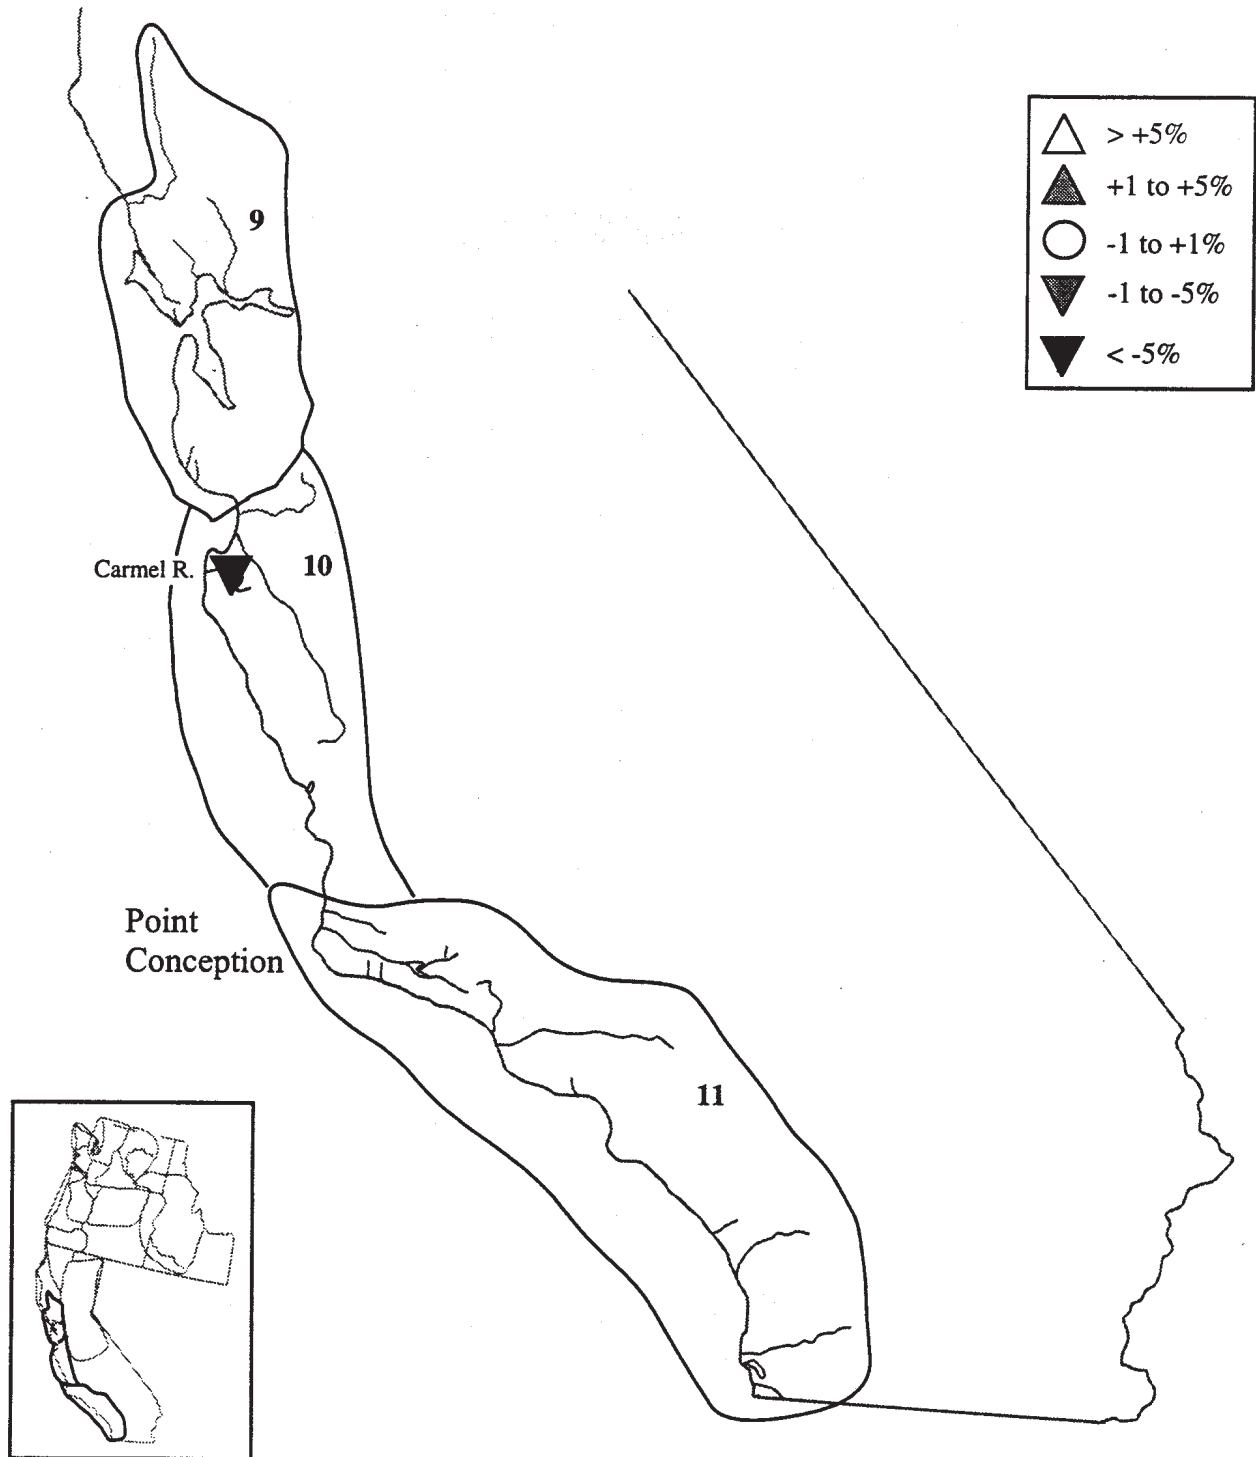 > +5%
+1 to +5%
-1 to +1%
-1 to -5%
< -5%
9
Carmel R.
10
Point
Conception
11